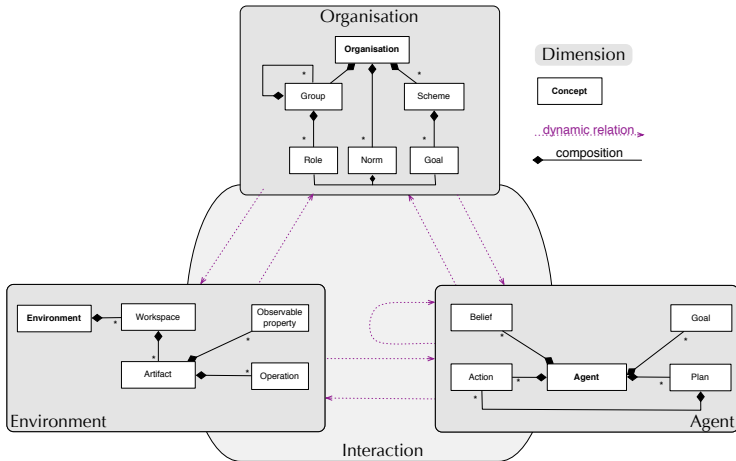 Organisation
Organisation
*
*
Group
Scheme
*
*
*
Role
Norm
Goal
Dimension
Concept
dynamic relation
composition
Environment
*
Workspace
Observable
property
*
*
Artifact
*
Operation
Environment
Belief
*
Goal
*
Action
*
Agent
*
Plan
*
*
Agent
Interaction